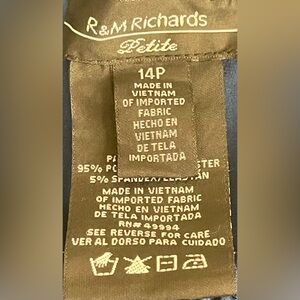 R&M Richards
Petite
14P
MADE IN
VIETNAM
OF IMPORTED
FABRIC
HECHO EN
VIETNAM
DE TELA
IMPORTADA
95%
5% SPANDEX/ELASTAN
MADE IN VIETNAM
OF IMPORTED FABRIC
HECHO EN VIETNAM
DE TELA IMPORTADA
RN# 49994
SEE REVERSE FOR CARE
VER AL DORSO PARA CUIDADO